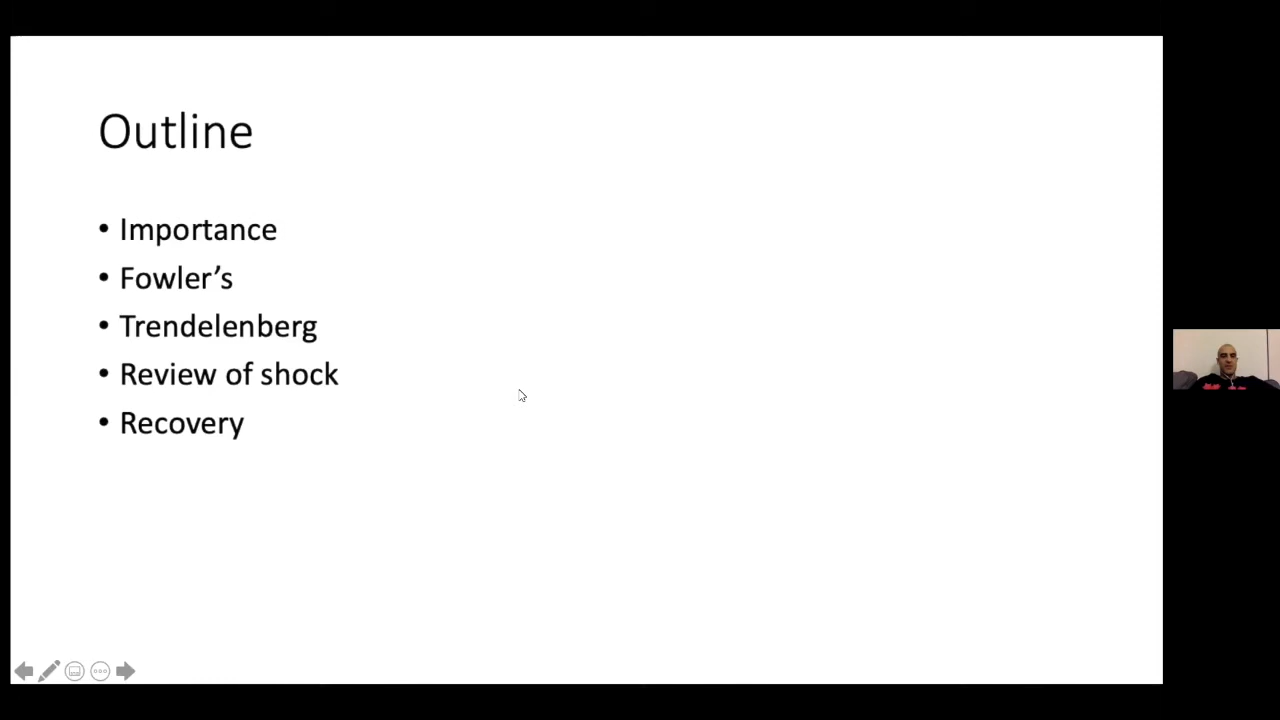 Outline
• Importance
• Fowler’s
• Trendelenberg
• Review of shock
• Recovery